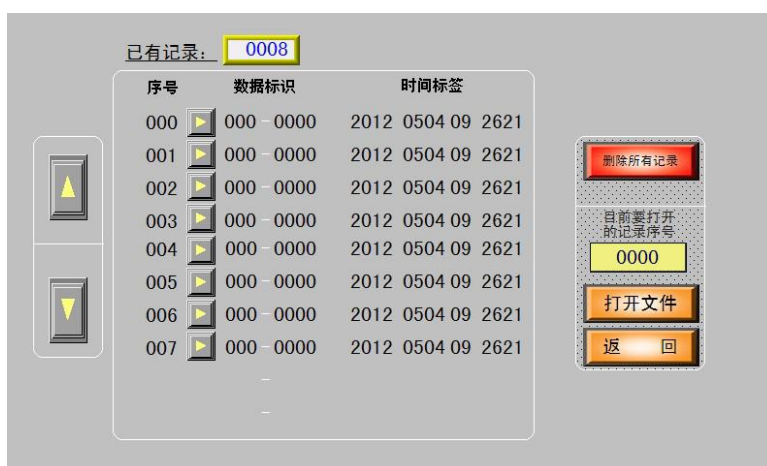 已有记录： 0008
序号 数据标识 时间标签
000 000-0000 2012 0504 09 2621
001 000-0000 2012 0504 09 2621
002 000-0000 2012 0504 09 2621
003 000-0000 2012 0504 09 2621
004 000-0000 2012 0504 09 2621
005 000-0000 2012 0504 09 2621
006 000-0000 2012 0504 09 2621
007 000-0000 2012 0504 09 2621
-
-
删除所有记录
目前要打开
的记录序号
0000
打开文件
返 回